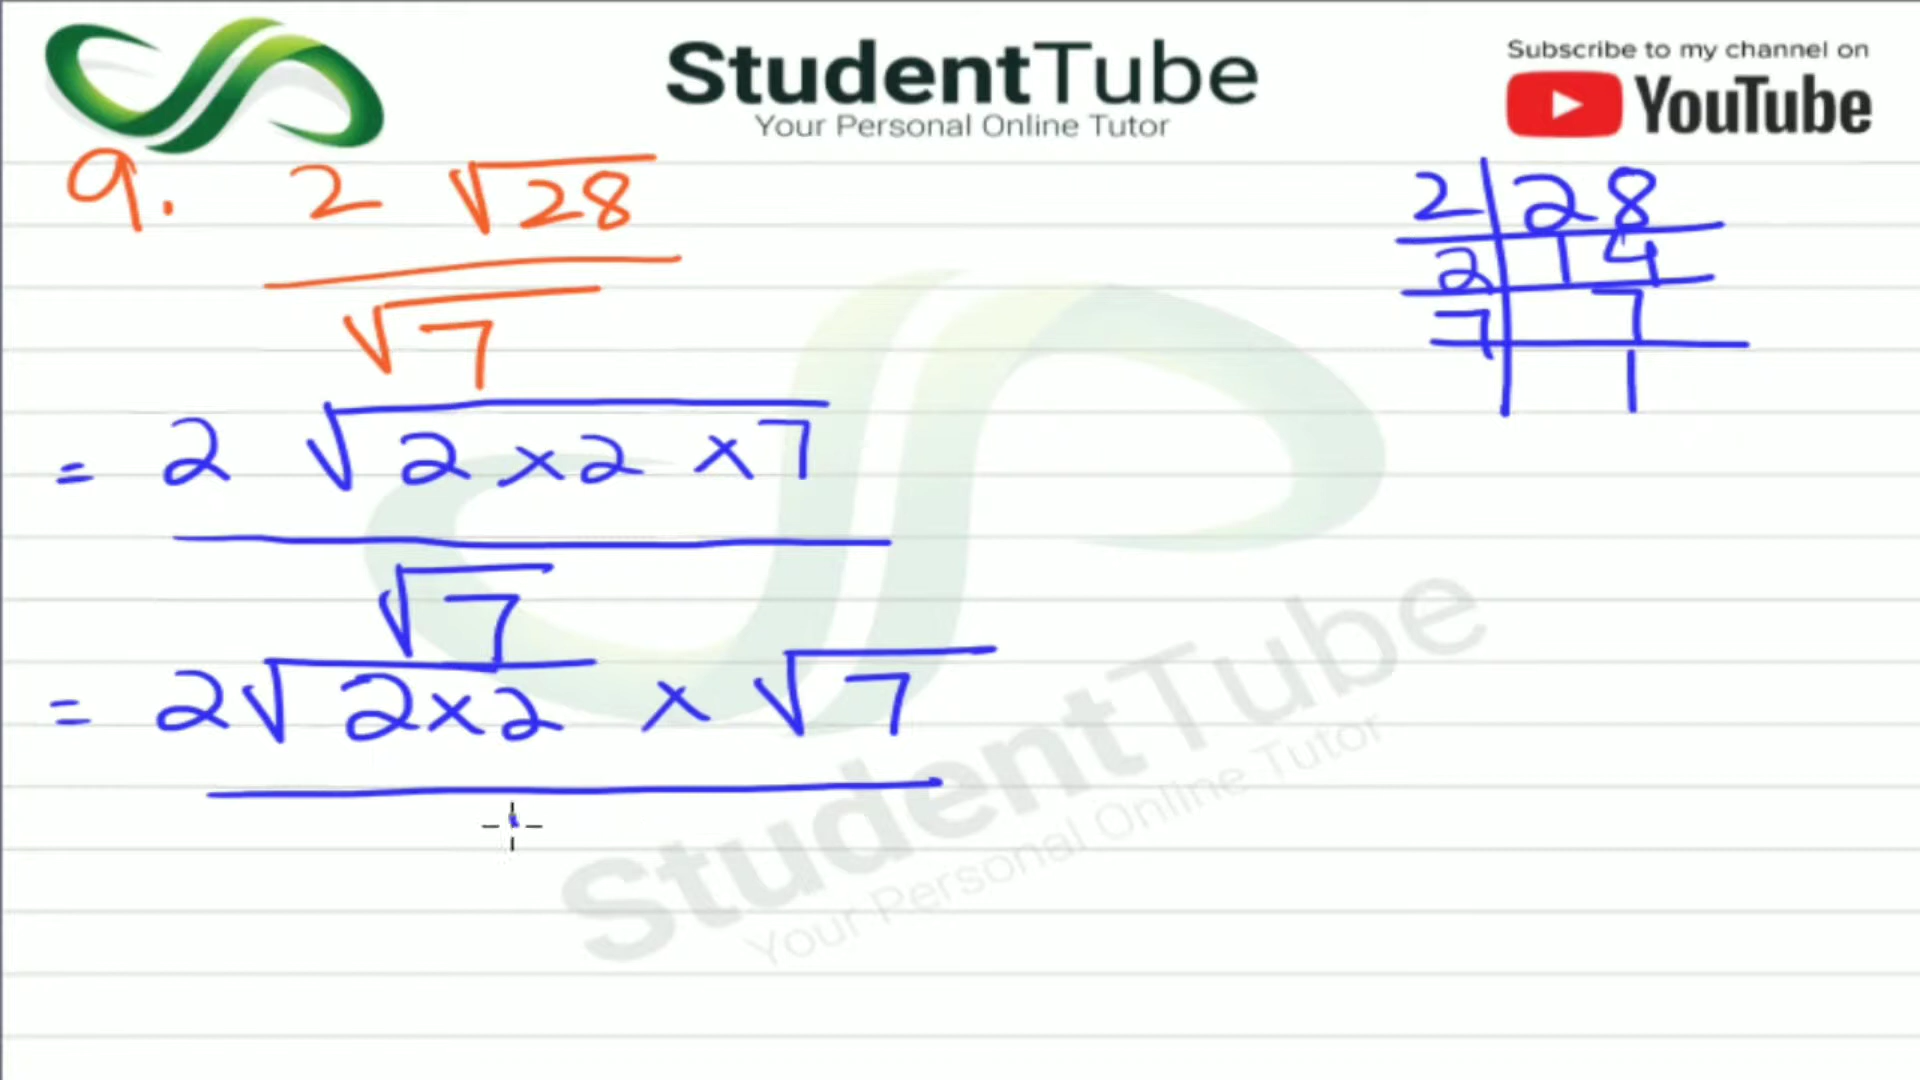 StudentTube
Your Personal Online Tutor
Subscribe to my channel on
YouTube
9. 2 √28
√7
2 28
2 14
7 7
1
= 2 √2 × 2 × 7
√7
= 2√2×2 × √7
StudentTube
Your Personal Online Tutor